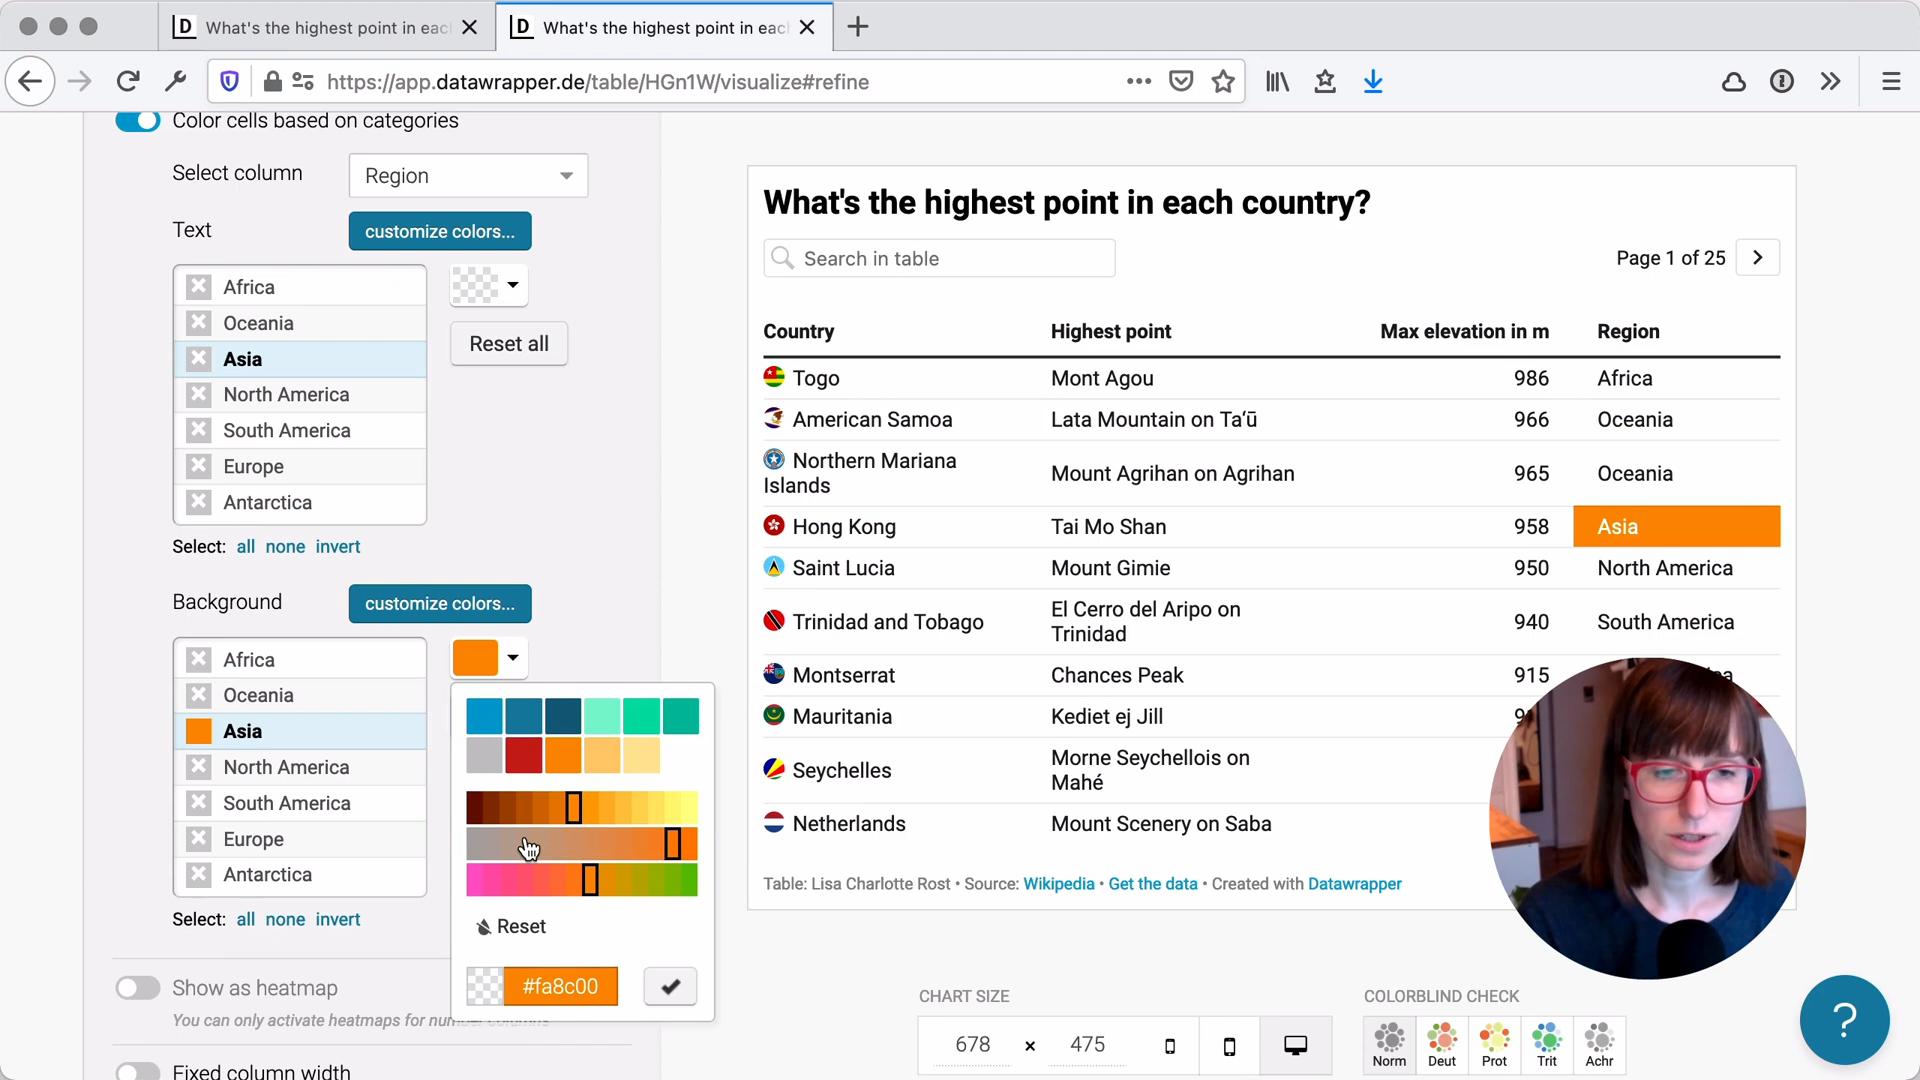 D What's the highest point in eac
D What's the highest point in eac
https://app.datawrapper.de/table/HGn1W/visualize#refine
Color cells based on categories
Select column Region
Text customize colors...
Africa
Oceania
Asia
North America
South America
Europe
Antarctica
Reset all
Select: all none invert
Background customize colors...
Africa
Oceania
Asia
North America
South America
Europe
Antarctica
Select: all none invert
Reset
#fa8c00
Show as heatmap
You can only activate heatmaps for
Fixed column width
What's the highest point in each country?
Search in table
Page 1 of 25
Country Highest point Max elevation in m Region
Togo Mont Agou 986 Africa
American Samoa Lata Mountain on Ta‘ū 966 Oceania
Northern Mariana
Islands Mount Agrihan on Agrihan 965 Oceania
Hong Kong Tai Mo Shan 958 Asia
Saint Lucia Mount Gimie 950 North America
Trinidad and Tobago El Cerro del Aripo on
Trinidad 940 South America
Montserrat Chances Peak 915
Mauritania Kediet ej Jill
Seychelles Morne Seychellois on
Mahé
Netherlands Mount Scenery on Saba
Table: Lisa Charlotte Rost • Source: Wikipedia • Get the data • Created with Datawrapper
CHART SIZE
678 × 475
COLORBLIND CHECK
Norm Deut Prot Trit Achr
?